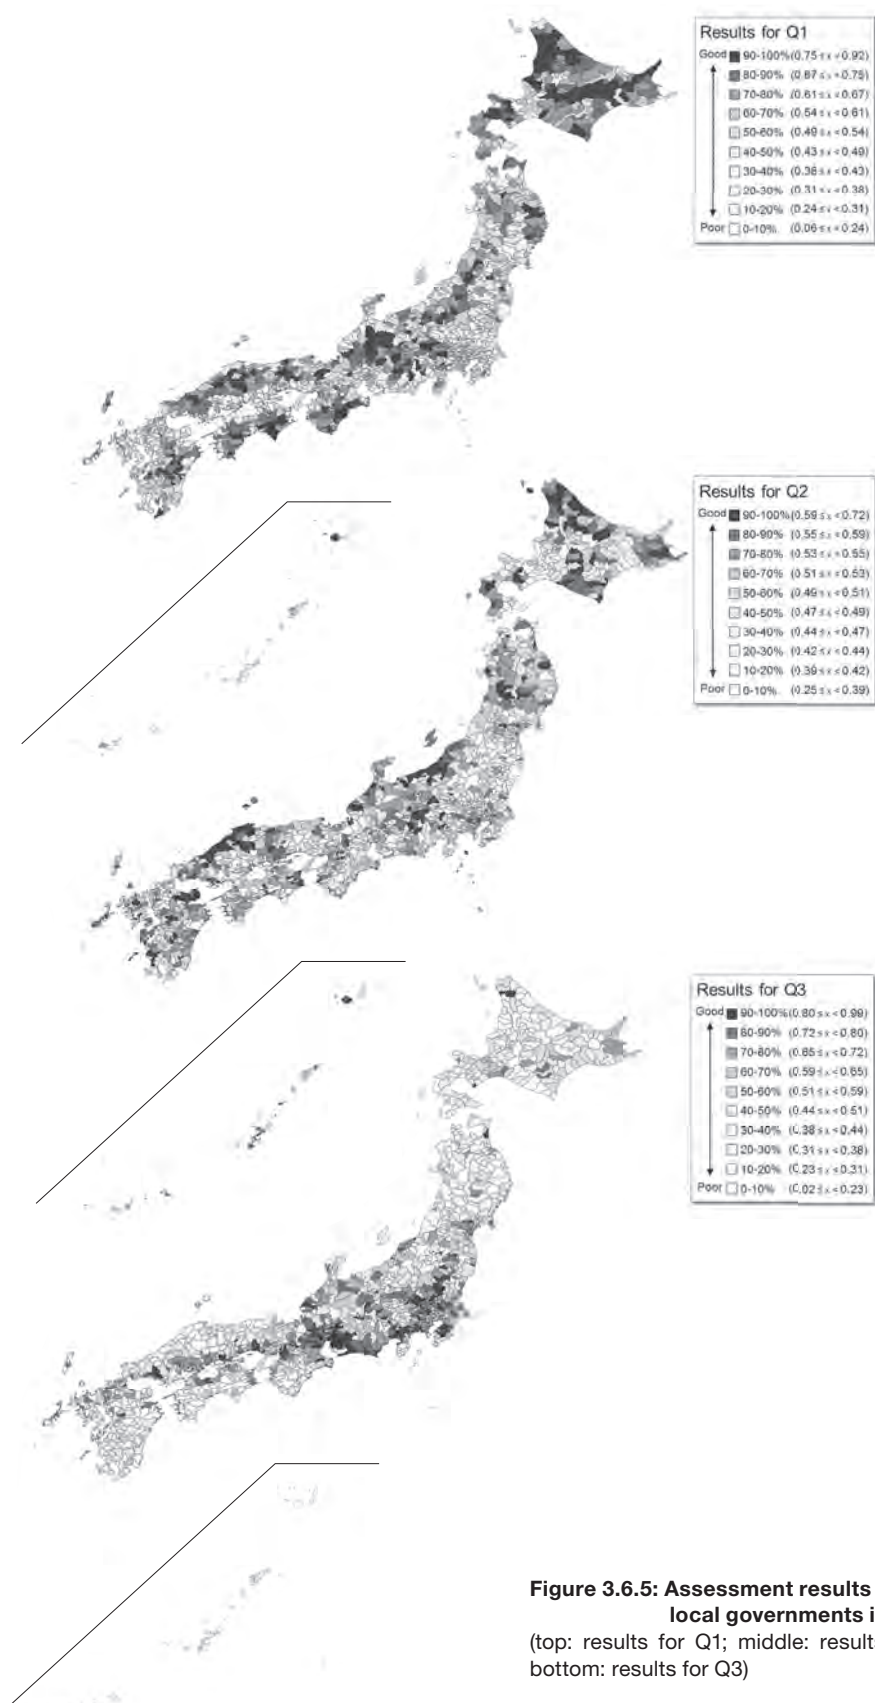 Results for Q1
Good 90-100% (0.75 ≤ x < 0.92)
80-90% (0.67 ≤ x < 0.75)
70-80% (0.61 ≤ x < 0.67)
60-70% (0.54 ≤ x < 0.61)
50-60% (0.49 ≤ x < 0.54)
40-50% (0.43 ≤ x < 0.49)
30-40% (0.38 ≤ x < 0.43)
20-30% (0.31 ≤ x < 0.38)
10-20% (0.24 ≤ x < 0.31)
Poor 0-10% (0.06 ≤ x < 0.24)
Results for Q2
Good 90-100% (0.59 ≤ x < 0.72)
80-90% (0.55 ≤ x < 0.59)
70-80% (0.53 ≤ x < 0.55)
60-70% (0.51 ≤ x < 0.53)
50-60% (0.49 ≤ x < 0.51)
40-50% (0.47 ≤ x < 0.49)
30-40% (0.44 ≤ x < 0.47)
20-30% (0.42 ≤ x < 0.44)
10-20% (0.39 ≤ x < 0.42)
Poor 0-10% (0.25 ≤ x < 0.39)
Results for Q3
Good 90-100% (0.80 ≤ x < 0.99)
80-90% (0.72 ≤ x < 0.80)
70-80% (0.65 ≤ x < 0.72)
60-70% (0.59 ≤ x < 0.65)
50-60% (0.51 ≤ x < 0.59)
40-50% (0.44 ≤ x < 0.51)
30-40% (0.38 ≤ x < 0.44)
20-30% (0.31 ≤ x < 0.38)
10-20% (0.23 ≤ x < 0.31)
Poor 0-10% (0.02 ≤ x < 0.23)
Figure 3.6.5: Assessment results
local governments i
(top: results for Q1; middle: results
bottom: results for Q3)